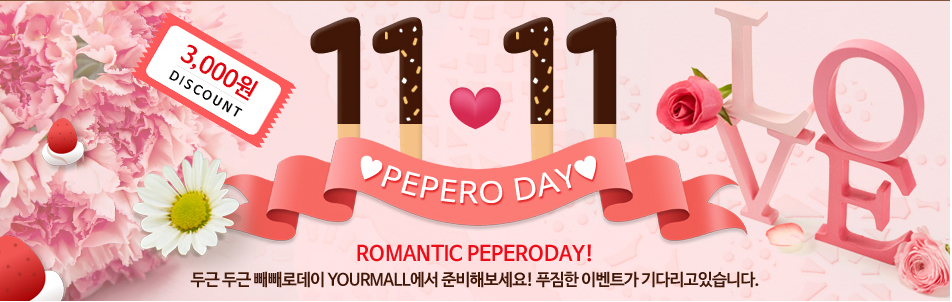 3,000원
DISCOUNT
11 11
PEPERO DAY
LOVE
ROMANTIC PEPERODAY!
두근 두근 빼빼로데이 YOURMALL에서 준비해보세요! 푸짐한 이벤트가 기다리고있습니다.